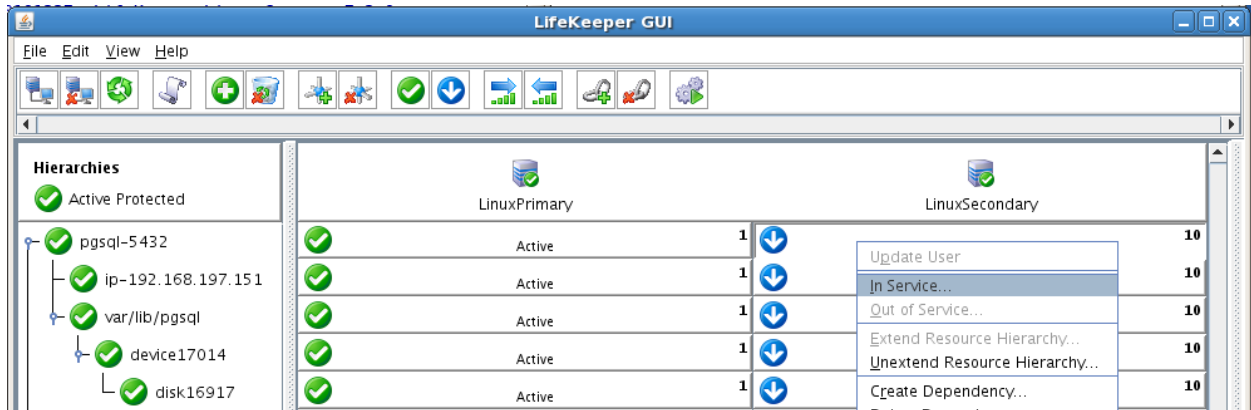 LifeKeeper GUI
File Edit View Help
Hierarchies
Active Protected
LinuxPrimary
LinuxSecondary
pgsql-5432
Active
1
10
ip-192.168.197.151
Active
1
10
var/lib/pgsql
Active
1
10
device17014
Active
1
10
disk16917
Active
1
10
Update User
In Service...
Out of Service...
Extend Resource Hierarchy...
Unextend Resource Hierarchy...
Create Dependency...